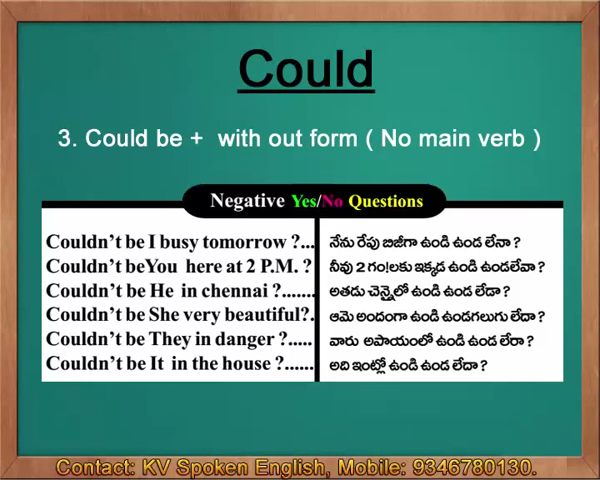 Could
3. Could be + with out form ( No main verb )
Negative Yes/No Questions
Couldn't be I busy tomorrow ?... నేను రేపు బిజీగా ఉండి ఉండ లేనా ?
Couldn't beYou here at 2 P.M. ? నీవు 2 గం!లకు ఇక్కడ ఉండి ఉండలేవా ?
Couldn't be He in chennai ?....... అతడు చెన్నైలో ఉండి ఉండ లేడా ?
Couldn't be She very beautiful?. ఆమె అందంగా ఉండి ఉండగలుగు లేదా ?
Couldn't be They in danger ?..... వారు అపాయంలో ఉండి ఉండ లేరా ?
Couldn't be It in the house ?...... అది ఇంట్లో ఉండి ఉండ లేదా ?
Contact: KV Spoken English, Mobile: 9346780130.